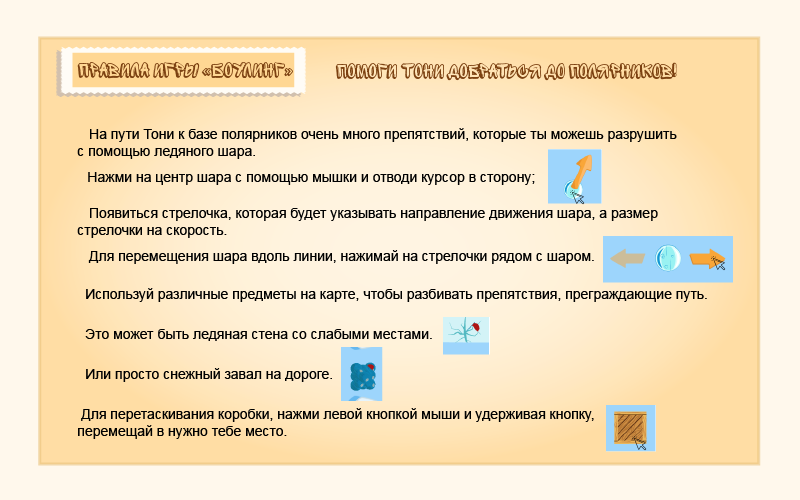 ПРАВИЛА ИГРЫ «БОУЛИНГ»
ПОМОГИ ТОНИ ДОБРАТЬСЯ ДО ПОЛЯРНИКОВ!
На пути Тони к базе полярников очень много препятствий, которые ты можешь разрушить
с помощью ледяного шара.
Нажми на центр шара с помощью мышки и отводи курсор в сторону;
Появиться стрелочка, которая будет указывать направление движения шара, а размер
стрелочки на скорость.
Для перемещения шара вдоль линии, нажимай на стрелочки рядом с шаром.
Используй различные предметы на карте, чтобы разбивать препятствия, преграждающие путь.
Это может быть ледяная стена со слабыми местами.
Или просто снежный завал на дороге.
Для перетаскивания коробки, нажми левой кнопкой мыши и удерживая кнопку,
перемещай в нужно тебе место.